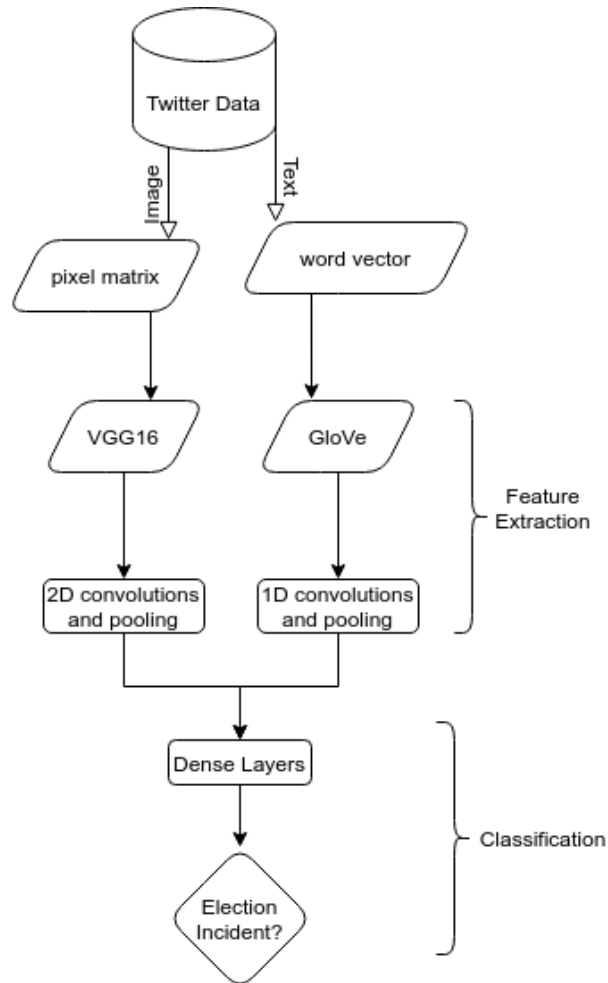 Twitter Data
Image
Text
pixel matrix
word vector
VGG16
GloVe
Feature
Extraction
2D convolutions
and pooling
1D convolutions
and pooling
Dense Layers
Classification
Election
Incident?